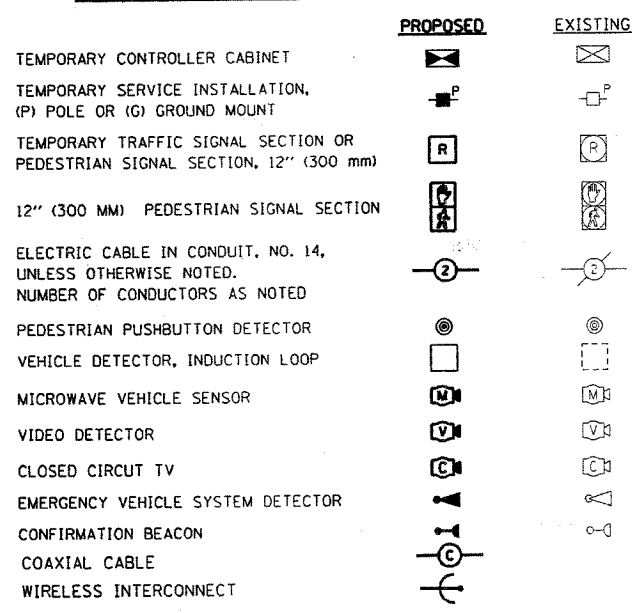 PROPOSED EXISTING
TEMPORARY CONTROLLER CABINET
TEMPORARY SERVICE INSTALLATION, P P
(P) POLE OR (G) GROUND MOUNT
TEMPORARY TRAFFIC SIGNAL SECTION OR R R
PEDESTRIAN SIGNAL SECTION, 12'' (300 mm)
12'' (300 MM) PEDESTRIAN SIGNAL SECTION
ELECTRIC CABLE IN CONDUIT, NO. 14,
UNLESS OTHERWISE NOTED. 2 2
NUMBER OF CONDUCTORS AS NOTED
PEDESTRIAN PUSHBUTTON DETECTOR
VEHICLE DETECTOR, INDUCTION LOOP
MICROWAVE VEHICLE SENSOR M M
VIDEO DETECTOR V V
CLOSED CIRCUT TV C C
EMERGENCY VEHICLE SYSTEM DETECTOR
CONFIRMATION BEACON
COAXIAL CABLE C
WIRELESS INTERCONNECT